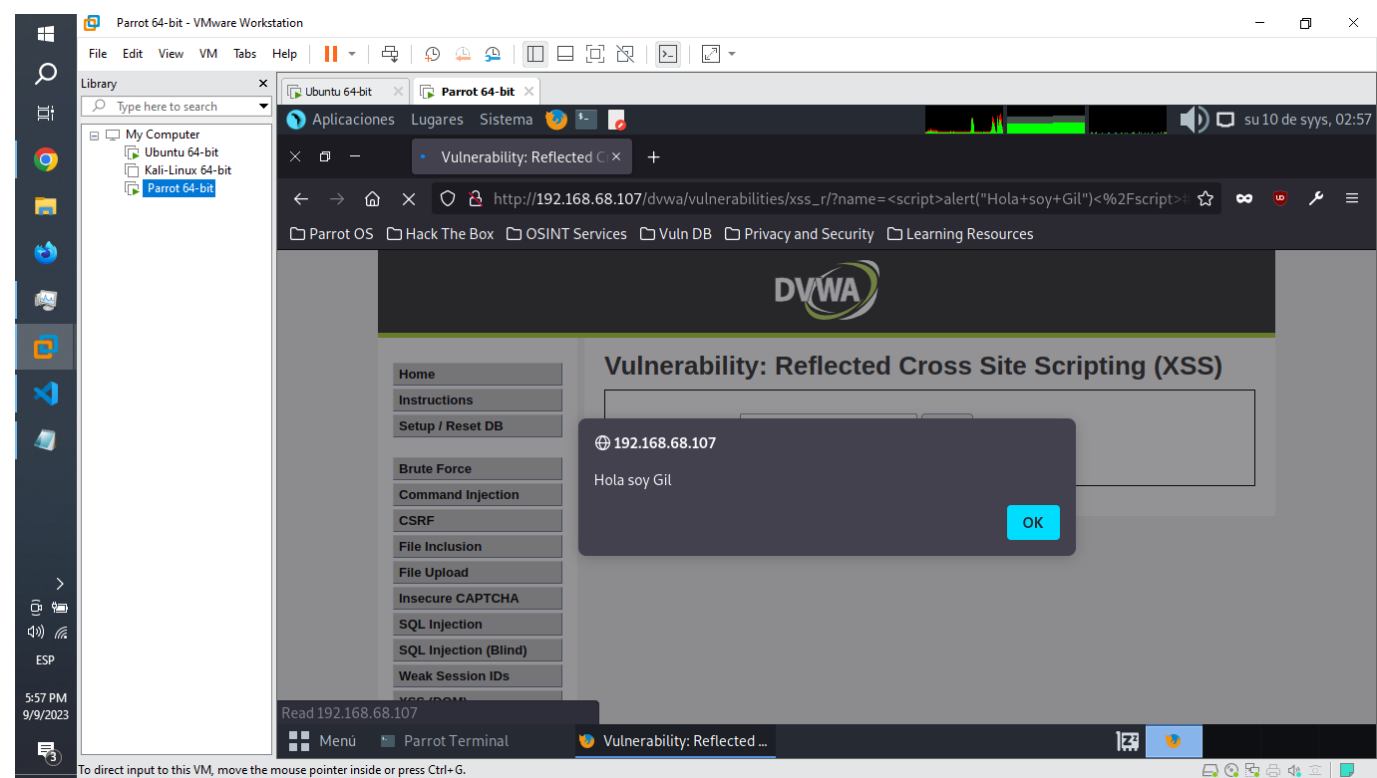 Parrot 64-bit - VMware Workstation
File Edit View VM Tabs Help
Library
Type here to search
My Computer
Ubuntu 64-bit
Kali-Linux 64-bit
Parrot 64-bit
Ubuntu 64-bit
Parrot 64-bit
Aplicaciones Lugares Sistema
su 10 de syys, 02:57
Vulnerability: Reflected C
http://192.168.68.107/dvwa/vulnerabilities/xss_r/?name=<script>alert("Hola+soy+Gil")<%2Fscript>
Parrot OS Hack The Box OSINT Services Vuln DB Privacy and Security Learning Resources
DVWA
Vulnerability: Reflected Cross Site Scripting (XSS)
Home
Instructions
Setup / Reset DB
Brute Force
Command Injection
CSRF
File Inclusion
File Upload
Insecure CAPTCHA
SQL Injection
SQL Injection (Blind)
Weak Session IDs
192.168.68.107
Hola soy Gil
OK
Read 192.168.68.107
Menú Parrot Terminal Vulnerability: Reflected ...
ESP
5:57 PM
9/9/2023
3
To direct input to this VM, move the mouse pointer inside or press Ctrl+G.